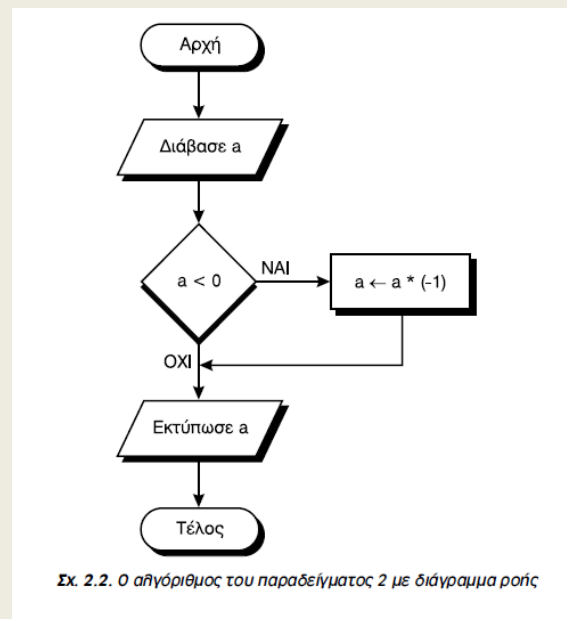 Αρχή
Διάβασε a
a < 0
ΝΑΙ
a ← a * (-1)
ΟΧΙ
Εκτύπωσε a
Τέλος
Σχ. 2.2. Ο αλγόριθμος του παραδείγματος 2 με διάγραμμα ροής